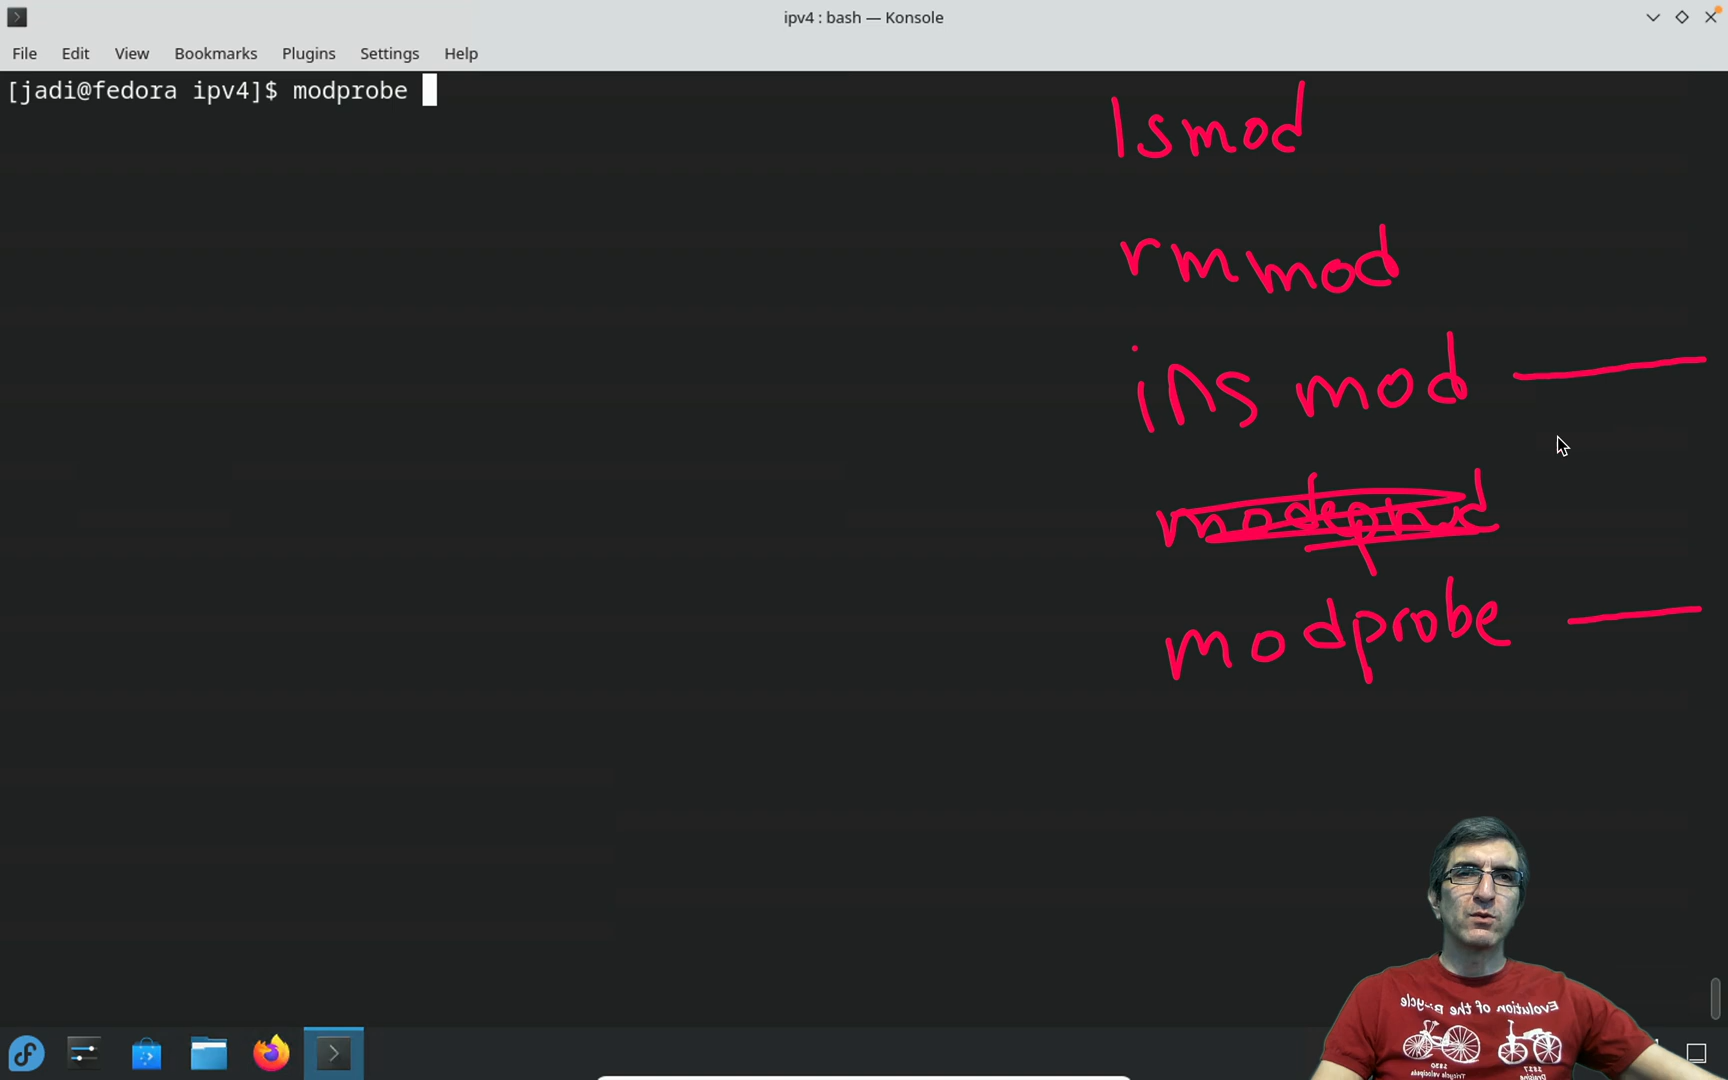 ipv4 : bash — Konsole
File Edit View Bookmarks Plugins Settings Help
[jadi@fedora ipv4]$ modprobe
lsmod
rmmod
insmod
modprobe
Evolution of the Bicycle